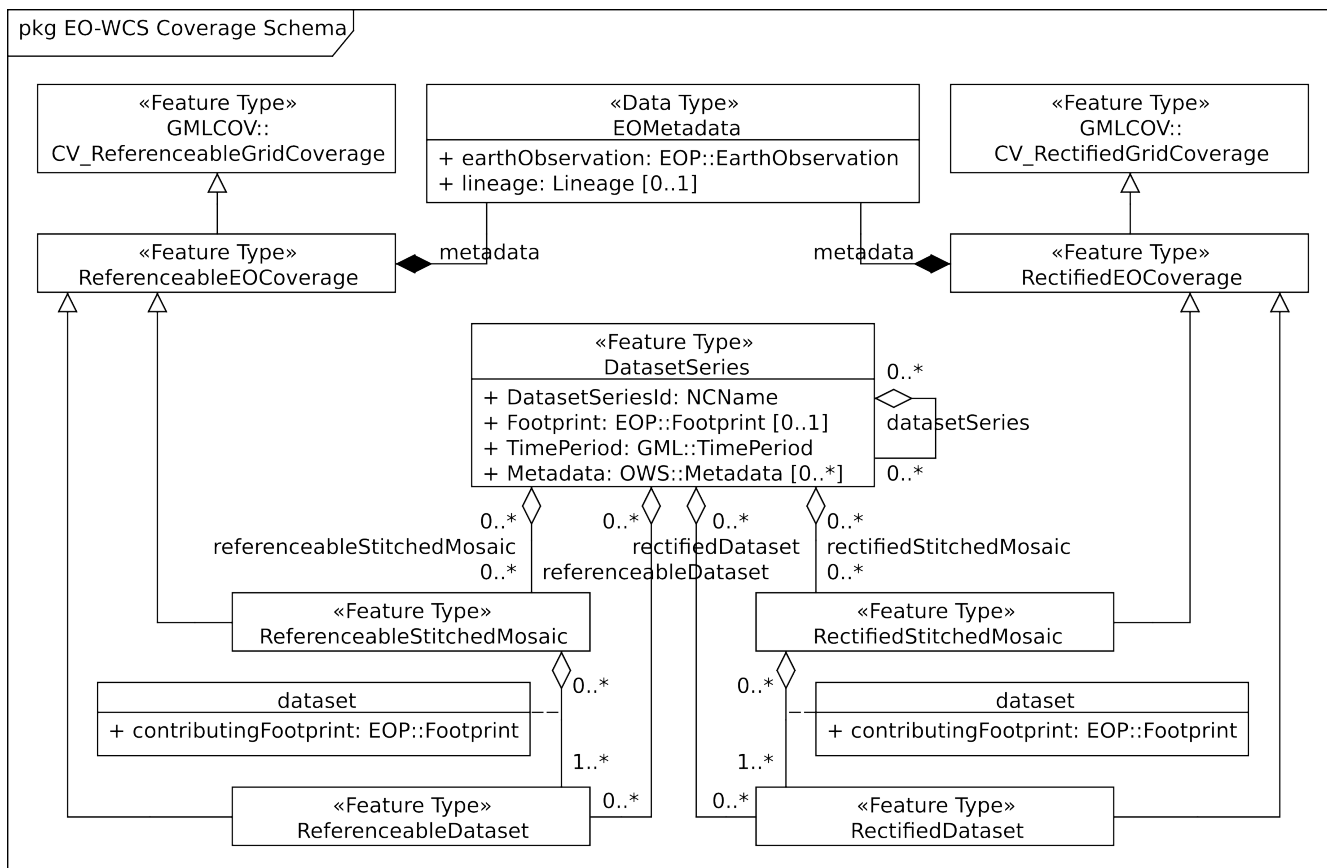 pkg EO-WCS Coverage Schema
«Feature Type»
GMLCOV::
CV_ReferenceableGridCoverage
«Data Type»
EOMetadata
+ earthObservation: EOP::EarthObservation
+ lineage: Lineage [0..1]
«Feature Type»
GMLCOV::
CV_RectifiedGridCoverage
«Feature Type»
ReferenceableEOCoverage
metadata
metadata
«Feature Type»
RectifiedEOCoverage
«Feature Type»
DatasetSeries
+ DatasetSeriesId: NCName
+ Footprint: EOP::Footprint [0..1]
+ TimePeriod: GML::TimePeriod
+ Metadata: OWS::Metadata [0..*]
0..*
datasetSeries
0..*
0..*
0..*
0..*
0..*
referenceableStitchedMosaic
rectifiedDataset
rectifiedStitchedMosaic
0..*
referenceableDataset
0..*
«Feature Type»
ReferenceableStitchedMosaic
«Feature Type»
RectifiedStitchedMosaic
0..*
0..*
dataset
+ contributingFootprint: EOP::Footprint
dataset
+ contributingFootprint: EOP::Footprint
1..*
1..*
0..*
0..*
«Feature Type»
ReferenceableDataset
«Feature Type»
RectifiedDataset